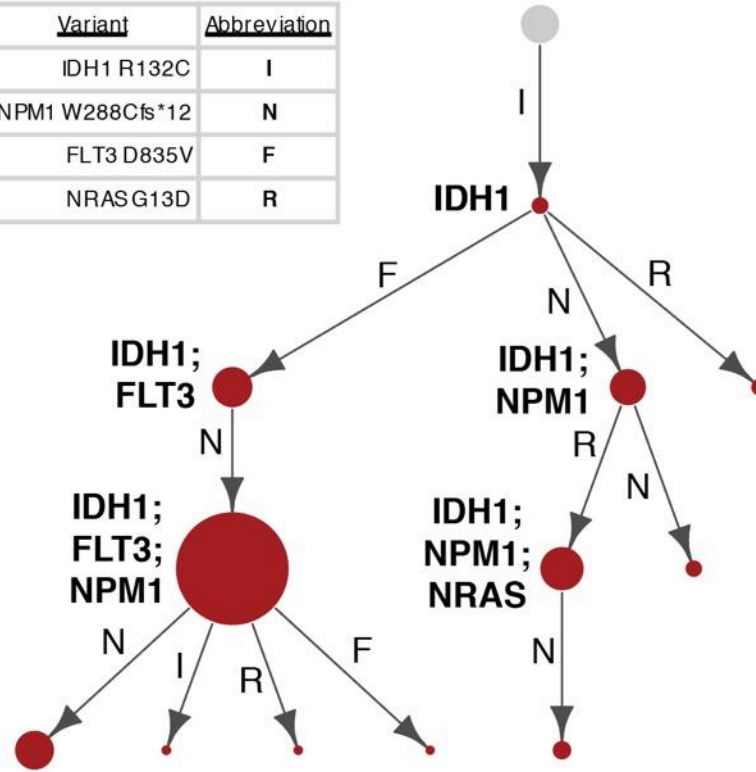 Variant Abbreviation
IDH1 R132C I
NPM1 W288Cfs*12 N
FLT3 D835V F
NRAS G13D R
I
IDH1
F
N
R
IDH1;
FLT3
IDH1;
NPM1
N
R
N
IDH1;
FLT3;
NPM1
IDH1;
NPM1;
NRAS
N
I
R
F
N